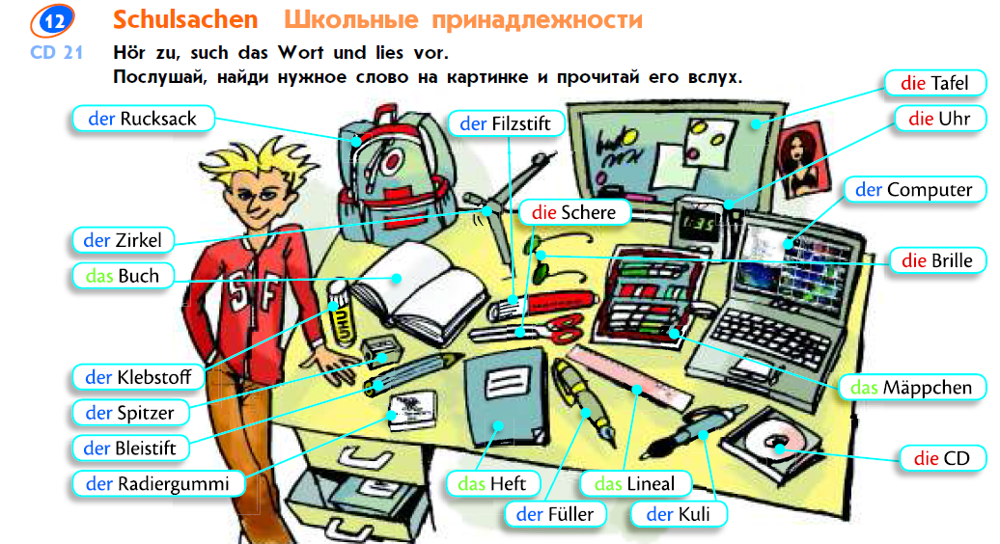 12 Schulsachen Школьные принадлежности
CD 21 Hör zu, such das Wort und lies vor.
Послушай, найди нужное слово на картинке и прочитай его вслух.
die Tafel
der Rucksack
der Filzstift
die Uhr
der Computer
die Schere
der Zirkel
die Brille
das Buch
1:35
S F
UHU
der Klebstoff
das Mäppchen
der Spitzer
der Bleistift
die CD
der Radiergummi
das Heft
das Lineal
der Füller
der Kuli